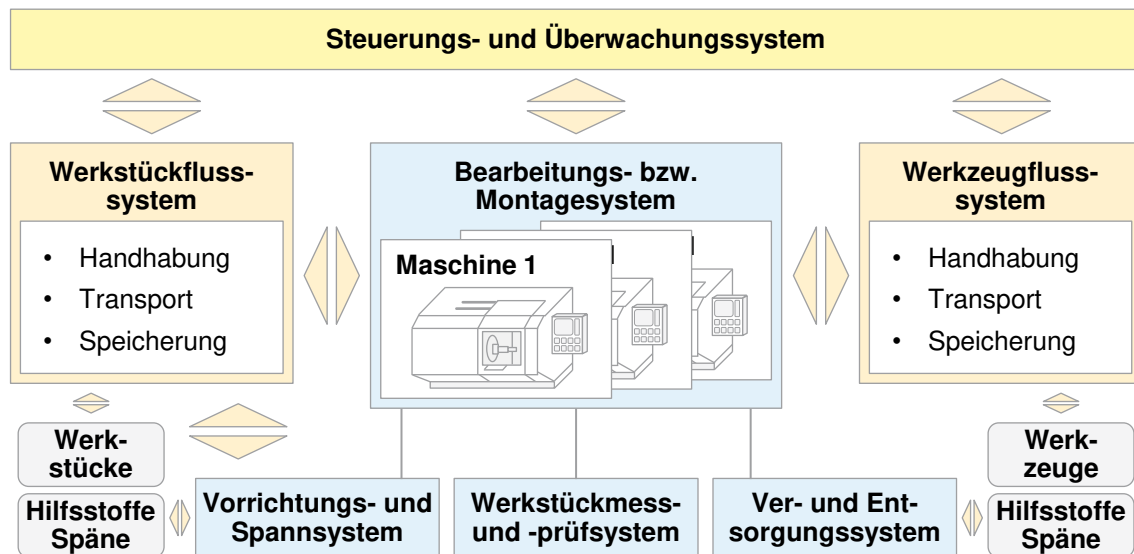 Steuerungs- und Überwachungssystem
Werkstückfluss-
system
• Handhabung
• Transport
• Speicherung
Bearbeitungs- bzw.
Montagesystem
Maschine 1
Werkzeugfluss-
system
• Handhabung
• Transport
• Speicherung
Werk-
stücke
Hilfsstoffe
Späne
Vorrichtungs- und
Spannsystem
Werkstückmess-
und -prüfsystem
Ver- und Ent-
sorgungssystem
Werk-
zeuge
Hilfsstoffe
Späne